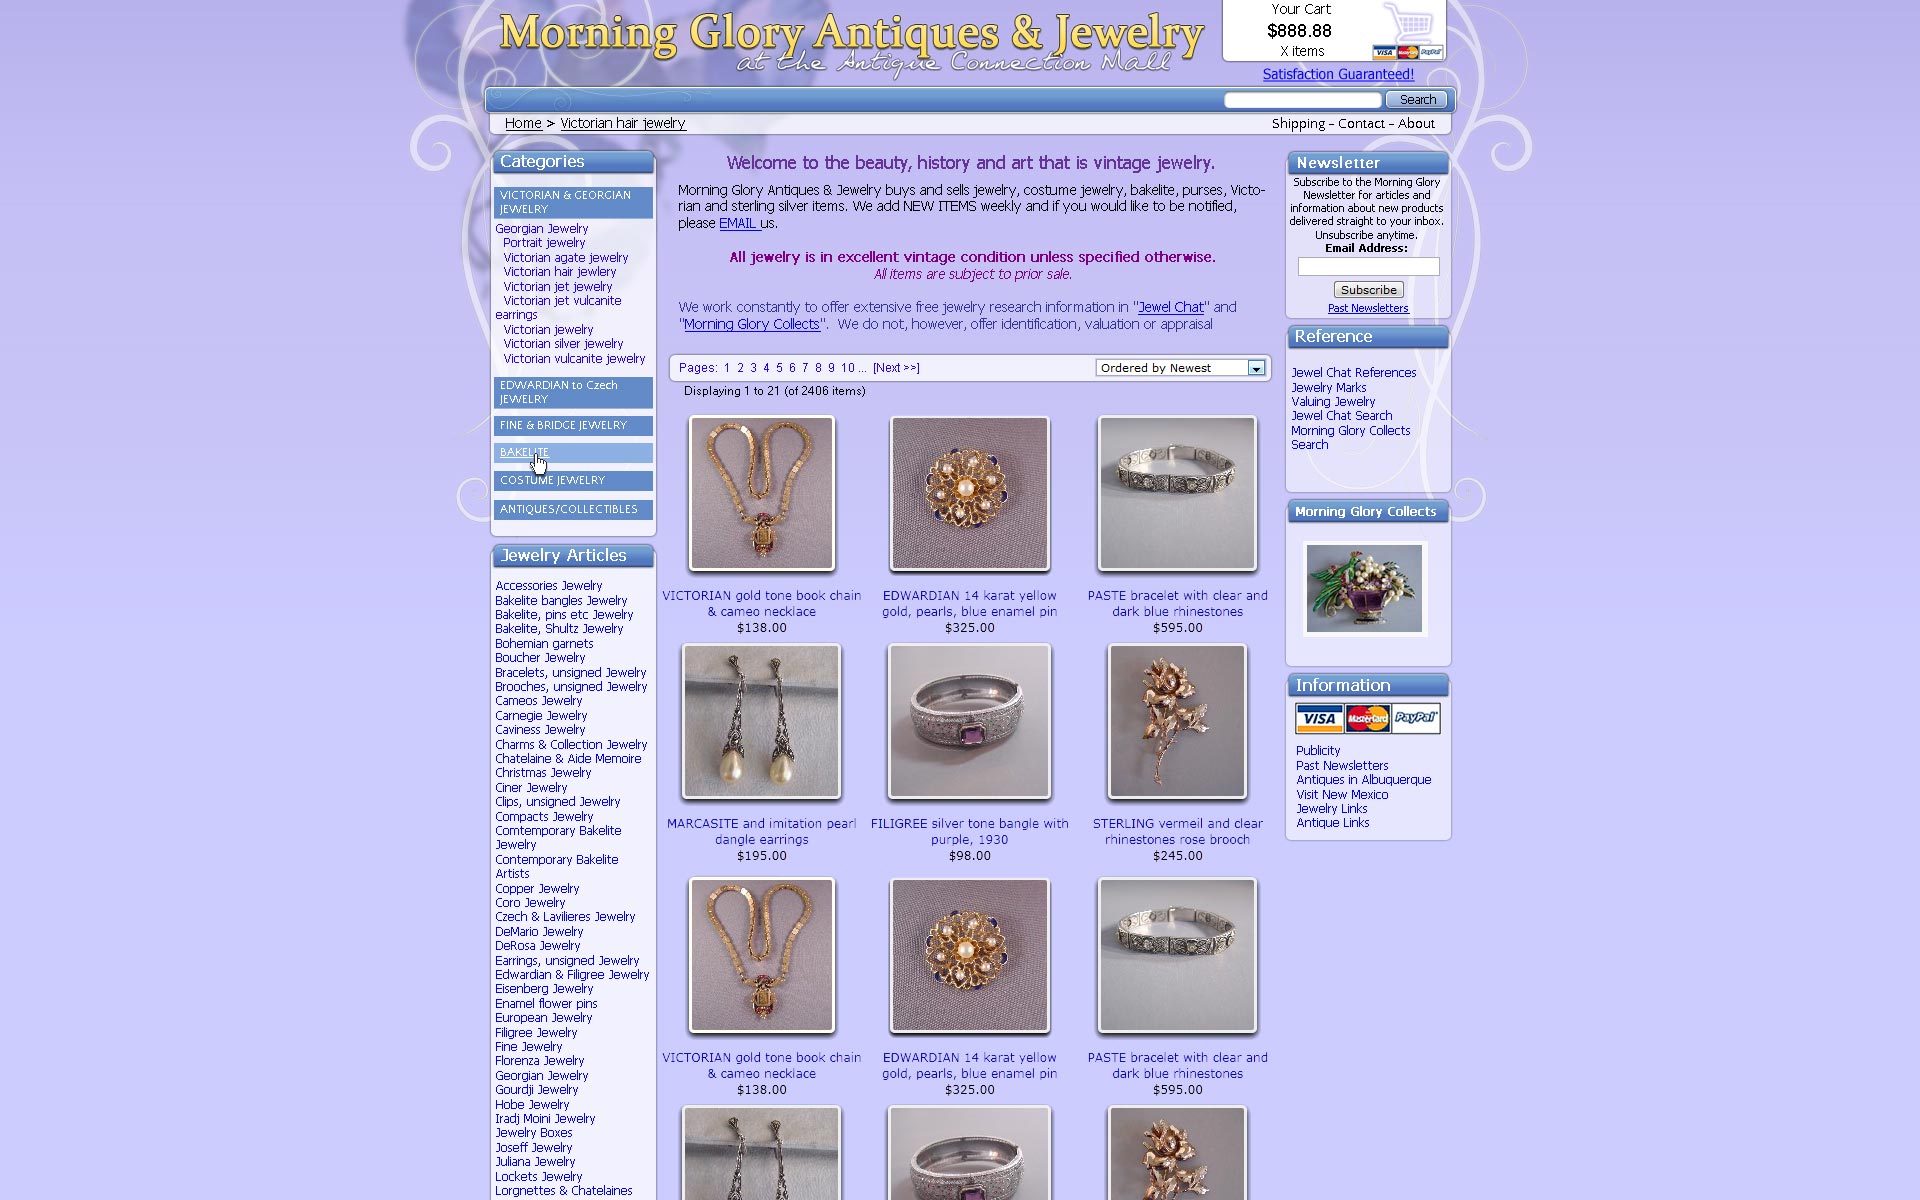 Morning Glory Antiques & Jewelry
at the Antique Connection Mall
Your Cart
$888.88
X items
VISA MasterCard PayPal
Satisfaction Guaranteed!
Search
Home > Victorian hair jewelry
Shipping - Contact - About
Categories
VICTORIAN & GEORGIAN
JEWELRY
Georgian Jewelry
Portrait jewelry
Victorian agate jewelry
Victorian hair jewlery
Victorian jet jewelry
Victorian jet vulcanite
earrings
Victorian jewelry
Victorian silver jewelry
Victorian vulcanite jewelry
EDWARDIAN to Czech
JEWELRY
FINE & BRIDGE JEWELRY
BAKELITE
COSTUME JEWELRY
ANTIQUES/COLLECTIBLES
Jewelry Articles
Accessories Jewelry
Bakelite bangles Jewelry
Bakelite, pins etc Jewelry
Bakelite, Shultz Jewelry
Bohemian garnets
Boucher Jewelry
Bracelets, unsigned Jewelry
Brooches, unsigned Jewelry
Cameos Jewelry
Carnegie Jewelry
Caviness Jewelry
Charms & Collection Jewelry
Chatelaine & Aide Memoire
Christmas Jewelry
Ciner Jewelry
Clips, unsigned Jewelry
Compacts Jewelry
Comtemporary Bakelite
Jewelry
Contemporary Bakelite
Artists
Copper Jewelry
Coro Jewelry
Czech & Lavilieres Jewelry
DeMario Jewelry
DeRosa Jewelry
Earrings, unsigned Jewelry
Edwardian & Filigree Jewelry
Eisenberg Jewelry
Enamel flower pins
European Jewelry
Filigree Jewelry
Fine Jewelry
Florenza Jewelry
Georgian Jewelry
Gourdji Jewelry
Hobe Jewelry
Iradj Moini Jewelry
Jewelry Boxes
Joseff Jewelry
Juliana Jewelry
Lockets Jewelry
Lorgnettes & Chatelaines
Welcome to the beauty, history and art that is vintage jewelry.
Morning Glory Antiques & Jewelry buys and sells jewelry, costume jewelry, bakelite, purses, Victo-
rian and sterling silver items. We add NEW ITEMS weekly and if you would like to be notified,
please EMAIL us.
All jewelry is in excellent vintage condition unless specified otherwise.
All items are subject to prior sale.
We work constantly to offer extensive free jewelry research information in "Jewel Chat" and
"Morning Glory Collects". We do not, however, offer identification, valuation or appraisal
Pages: 1 2 3 4 5 6 7 8 9 10 ... [Next >>]
Ordered by Newest
Displaying 1 to 21 (of 2406 items)
VICTORIAN gold tone book chain
& cameo necklace
$138.00
EDWARDIAN 14 karat yellow
gold, pearls, blue enamel pin
$325.00
PASTE bracelet with clear and
dark blue rhinestones
$595.00
MARCASITE and imitation pearl
dangle earrings
$195.00
FILIGREE silver tone bangle with
purple, 1930
$98.00
STERLING vermeil and clear
rhinestones rose brooch
$245.00
VICTORIAN gold tone book chain
& cameo necklace
$138.00
EDWARDIAN 14 karat yellow
gold, pearls, blue enamel pin
$325.00
PASTE bracelet with clear and
dark blue rhinestones
$595.00
Newsletter
Subscribe to the Morning Glory
Newsletter for articles and
information about new products
delivered straight to your inbox.
Unsubscribe anytime.
Email Address:
Subscribe
Past Newsletters
Reference
Jewel Chat References
Jewelry Marks
Valuing Jewelry
Jewel Chat Search
Morning Glory Collects
Search
Morning Glory Collects
Information
VISA MasterCard PayPal
Publicity
Past Newsletters
Antiques in Albuquerque
Visit New Mexico
Jewelry Links
Antique Links